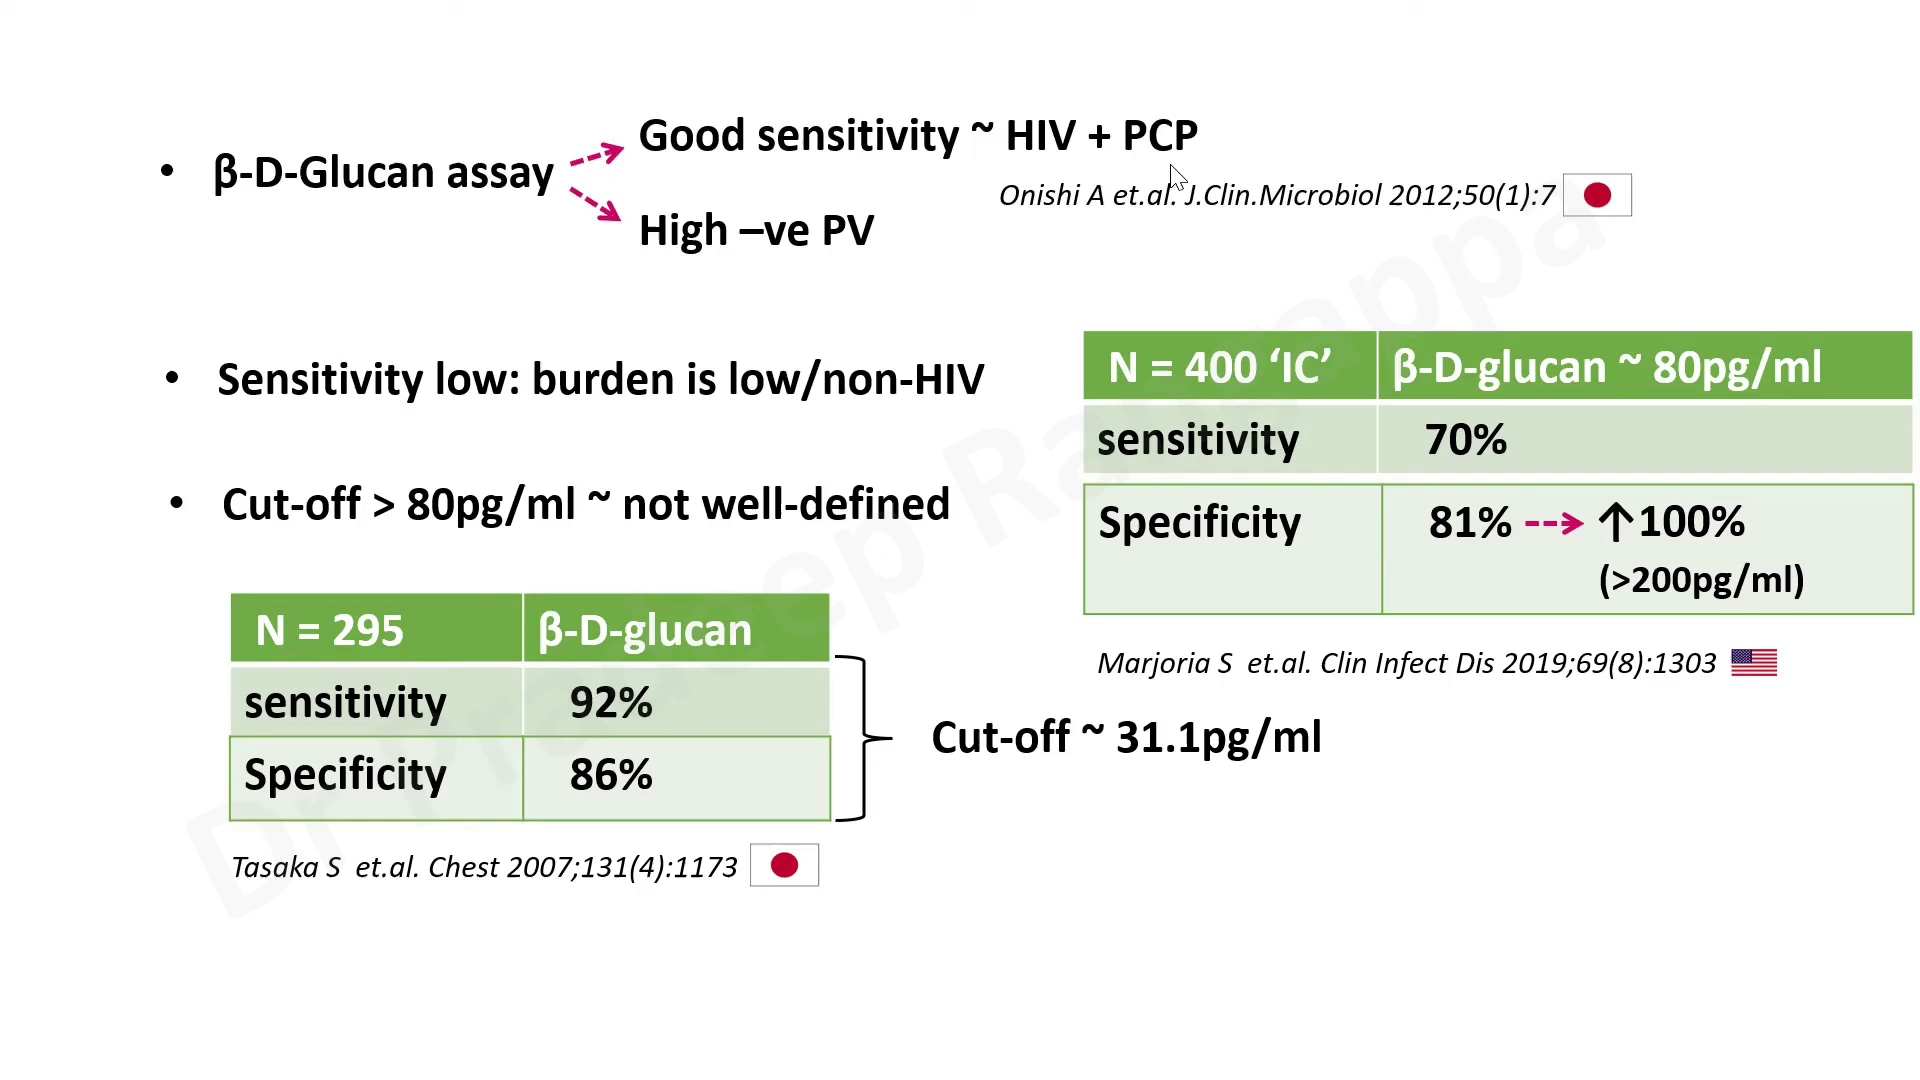 • β-D-Glucan assay
Good sensitivity ~ HIV + PCP
Onishi A et.al. J.Clin.Microbiol 2012;50(1):7
High –ve PV
• Sensitivity low: burden is low/non-HIV
• Cut-off > 80pg/ml ~ not well-defined
N = 400 ‘IC’ β-D-glucan ~ 80pg/ml
sensitivity 70%
Specificity 81% ⇢ ↑100%
(>200pg/ml)
Marjoria S et.al. Clin Infect Dis 2019;69(8):1303
N = 295 β-D-glucan
sensitivity 92%
Specificity 86%
Cut-off ~ 31.1pg/ml
Tasaka S et.al. Chest 2007;131(4):1173
Dr Pradeep Rangappa